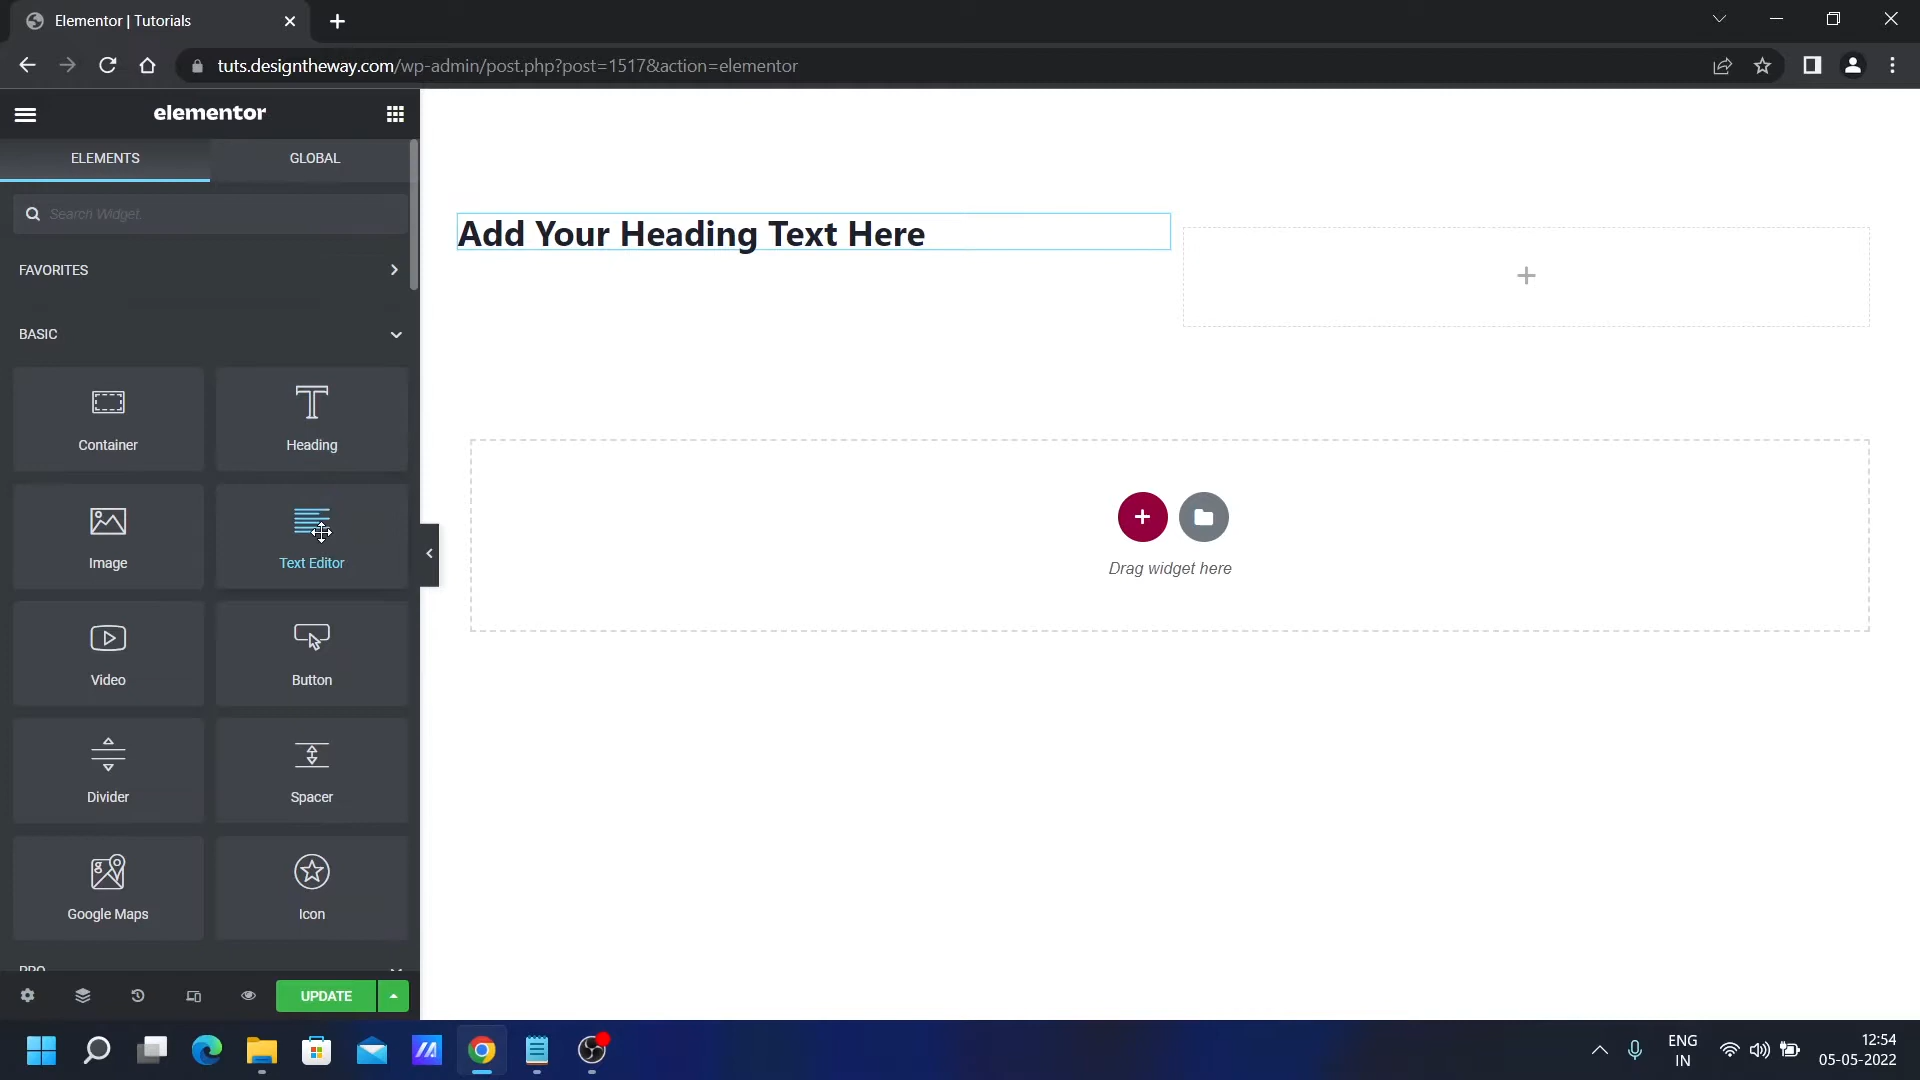 Elementor | Tutorials
tuts.designtheway.com/wp-admin/post.php?post=1517&action=elementor
elementor
ELEMENTS
GLOBAL
Search Widget
FAVORITES
BASIC
Container
Heading
Image
Text Editor
Video
Button
Divider
Spacer
Google Maps
Icon
PRO
UPDATE
Add Your Heading Text Here
Drag widget here
ENG
IN
12:54
05-05-2022